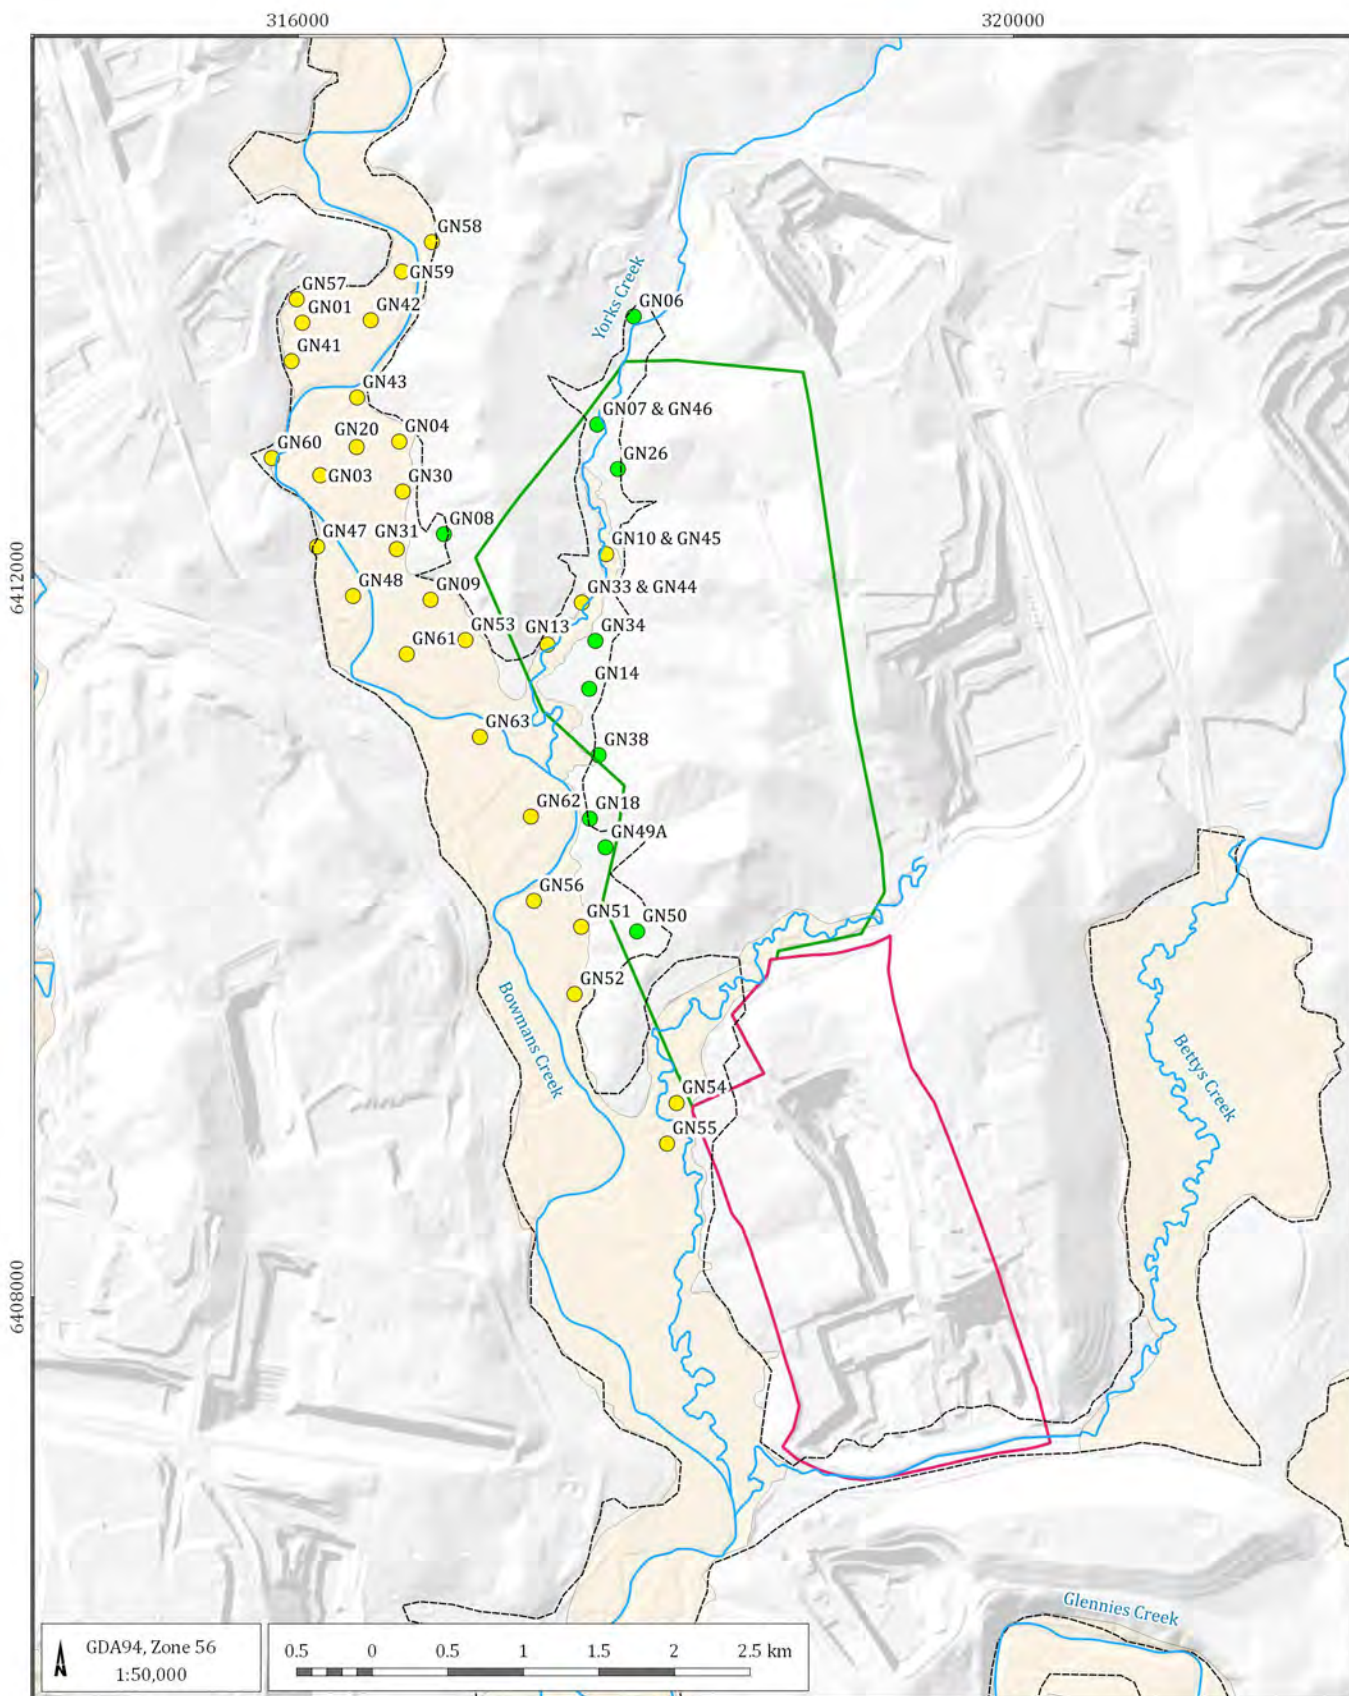 316000
320000
GN58
GN59
Yorks Creek
GN57
GN01
GN42
GN06
GN41
GN43
GN07 & GN46
GN20
GN04
GN60
GN26
GN03
GN30
GN08
GN47
GN31
GN10 & GN45
6412000
GN48
GN09
GN33 & GN44
GN61
GN53
GN13
GN34
GN14
GN63
GN38
GN62
GN18
GN49A
GN56
GN51
GN50
GN52
Bowmans Creek
Bettys Creek
GN54
GN55
6408000
Glennies Creek
GDA94, Zone 56
1:50,000
0.5 0 0.5 1 1.5 2 2.5 km